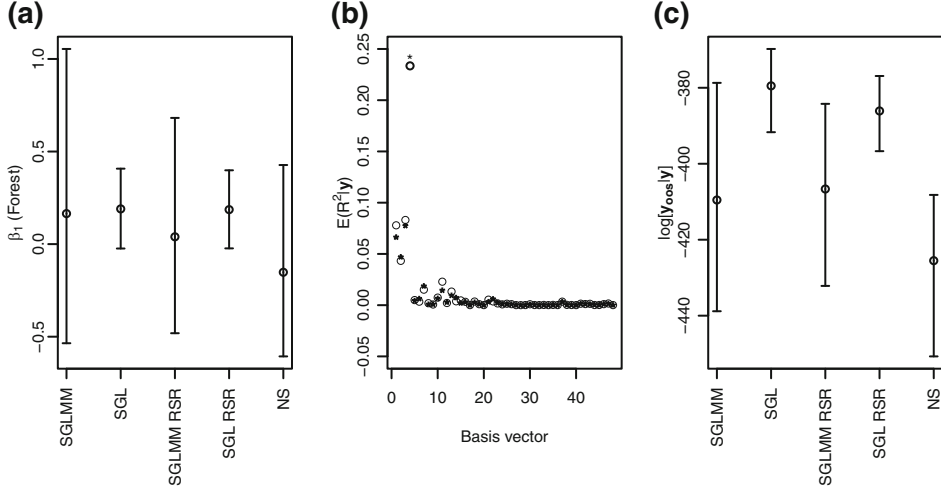 (a)
β₁ (Forest)
1.0
0.5
0.0
−0.5
SGLMM
SGL
SGLMM RSR
SGL RSR
NS
(b)
E(R²|y)
0.25
0.20
0.15
0.10
0.05
0.00
−0.05
0
10
20
30
40
Basis vector
(c)
log[y_oos|y]
−380
−400
−420
−440
SGLMM
SGL
SGLMM RSR
SGL RSR
NS